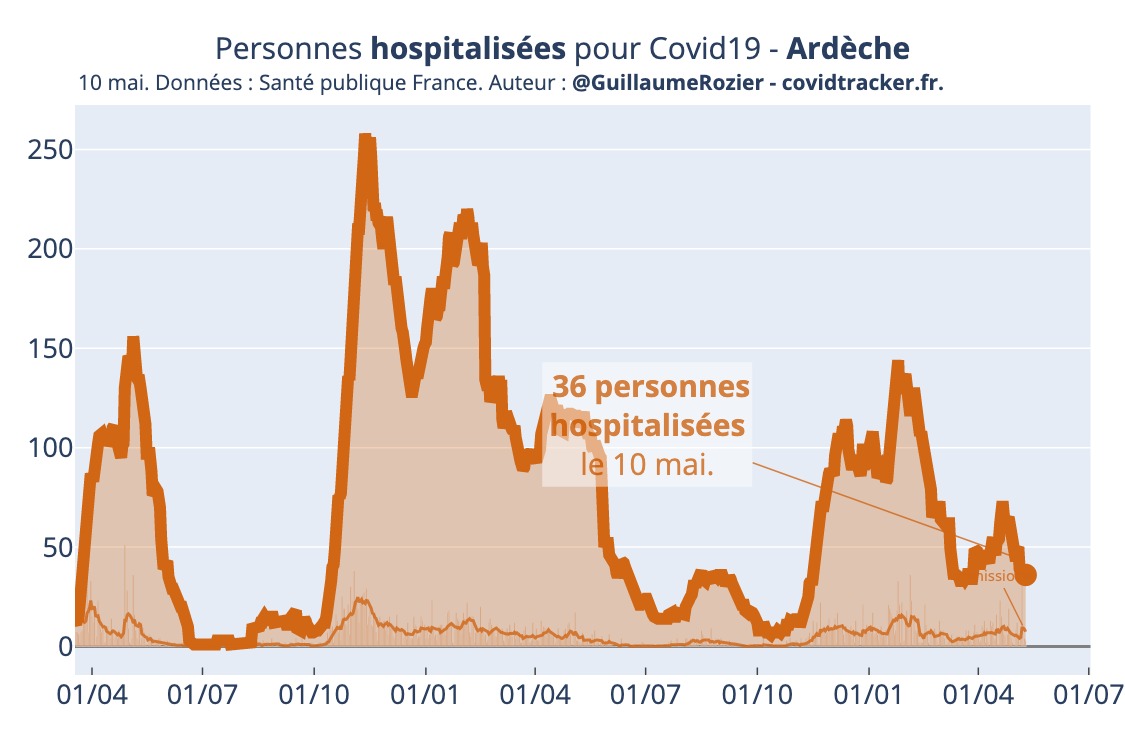 Personnes hospitalisées pour Covid19 - Ardèche
10 mai. Données : Santé publique France. Auteur : @GuillaumeRozier - covidtracker.fr.
250
200
150
100
50
0
36 personnes
hospitalisées
le 10 mai.
01/04 01/07 01/10 01/01 01/04 01/07 01/10 01/01 01/04 01/07